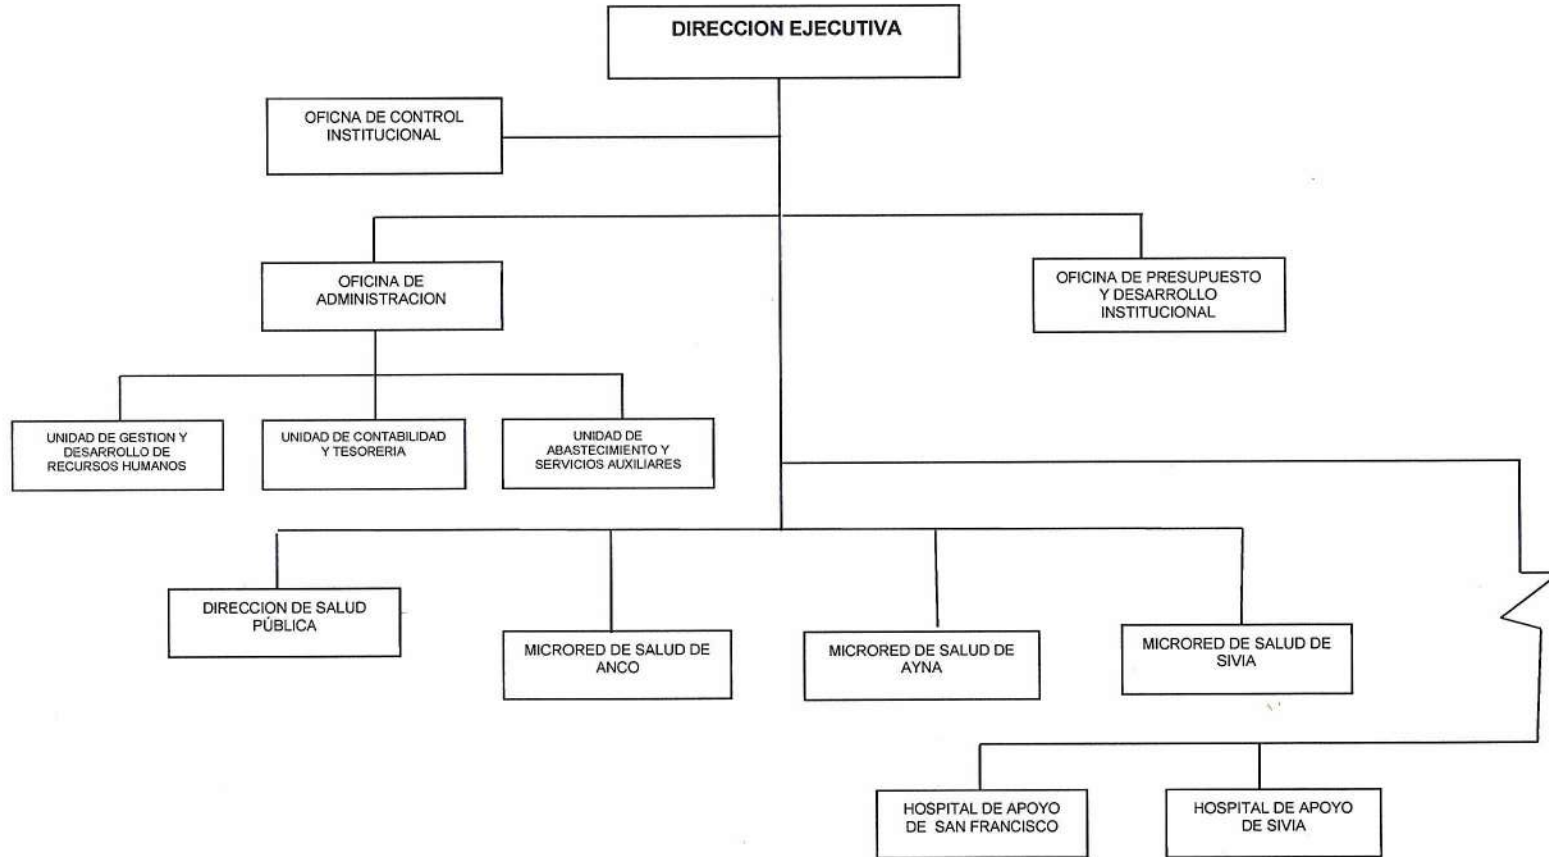 DIRECCION EJECUTIVA
OFICNA DE CONTROL
INSTITUCIONAL
OFICINA DE
ADMINISTRACION
OFICINA DE PRESUPUESTO
Y DESARROLLO
INSTITUCIONAL
UNIDAD DE GESTION Y
DESARROLLO DE
RECURSOS HUMANOS
UNIDAD DE CONTABILIDAD
Y TESORERIA
UNIDAD DE
ABASTECIMIENTO Y
SERVICIOS AUXILIARES
DIRECCION DE SALUD
PÚBLICA
MICRORED DE SALUD DE
ANCO
MICRORED DE SALUD DE
AYNA
MICRORED DE SALUD DE
SIVIA
HOSPITAL DE APOYO
DE SAN FRANCISCO
HOSPITAL DE APOYO
DE SIVIA